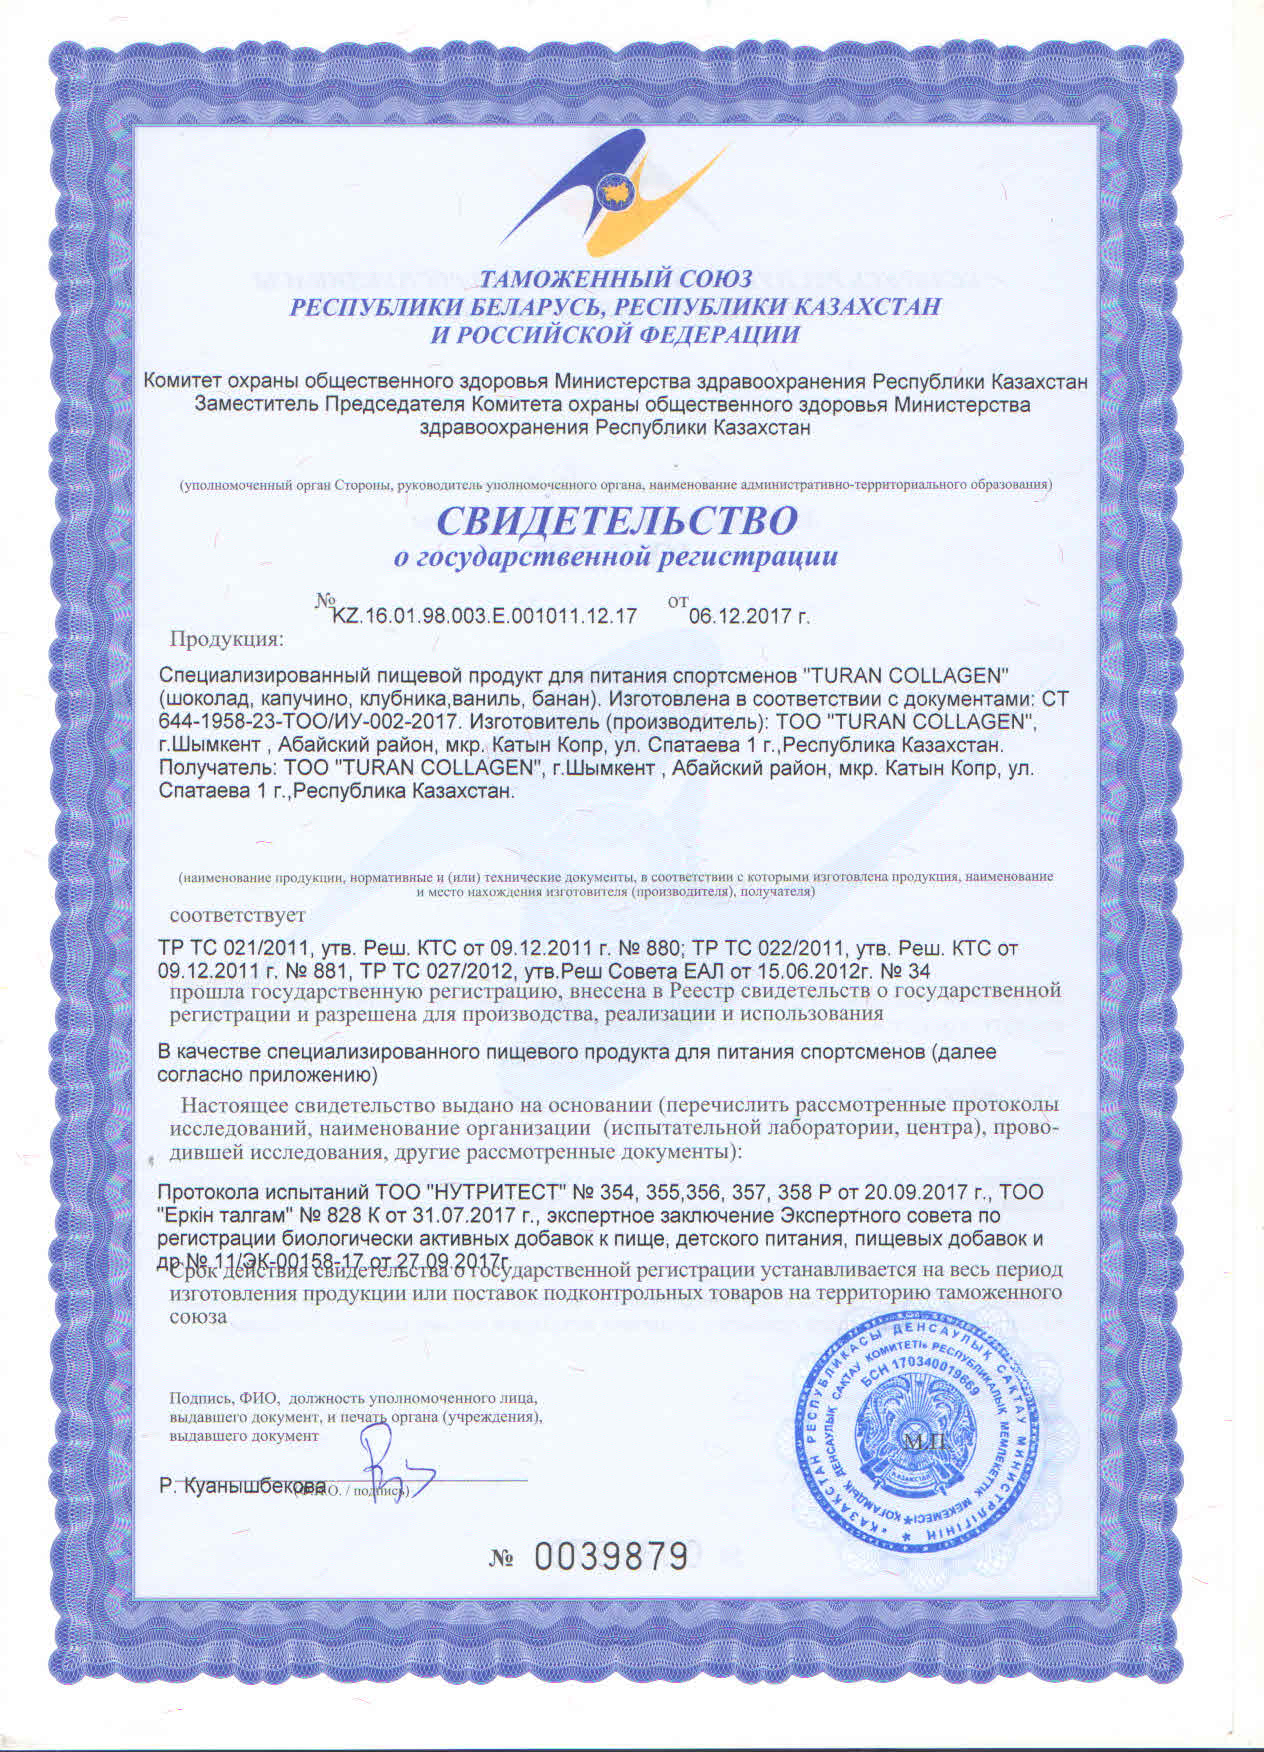 ТАМОЖЕННЫЙ СОЮЗ
РЕСПУБЛИКИ БЕЛАРУСЬ, РЕСПУБЛИКИ КАЗАХСТАН
И РОССИЙСКОЙ ФЕДЕРАЦИИ
Комитет охраны общественного здоровья Министерства здравоохранения Республики Казахстан
Заместитель Председателя Комитета охраны общественного здоровья Министерства
здравоохранения Республики Казахстан
(уполномоченный орган Стороны, руководитель уполномоченного органа, наименование административно-территориального образования)
СВИДЕТЕЛЬСТВО
о государственной регистрации
№ KZ.16.01.98.003.E.001011.12.17 от 06.12.2017 г.
Продукция:
Специализированный пищевой продукт для питания спортсменов "TURAN COLLAGEN"
(шоколад, капучино, клубника,ваниль, банан). Изготовлена в соответствии с документами: СТ
644-1958-23-ТОО/ИУ-002-2017. Изготовитель (производитель): ТОО "TURAN COLLAGEN",
г.Шымкент , Абайский район, мкр. Катын Копр, ул. Спатаева 1 г.,Республика Казахстан.
Получатель: ТОО "TURAN COLLAGEN", г.Шымкент , Абайский район, мкр. Катын Копр, ул.
Спатаева 1 г.,Республика Казахстан.
(наименование продукции, нормативные и (или) технические документы, в соответствии с которыми изготовлена продукция, наименование
и место нахождения изготовителя (производителя), получателя)
соответствует
ТР ТС 021/2011, утв. Реш. КТС от 09.12.2011 г. № 880; ТР ТС 022/2011, утв. Реш. КТС от
09.12.2011 г. № 881, ТР ТС 027/2012, утв.Реш Совета ЕАЛ от 15.06.2012г. № 34
прошла государственную регистрацию, внесена в Реестр свидетельств о государственной
регистрации и разрешена для производства, реализации и использования
В качестве специализированного пищевого продукта для питания спортсменов (далее
согласно приложению)
Настоящее свидетельство выдано на основании (перечислить рассмотренные протоколы
исследований, наименование организации (испытательной лаборатории, центра), прово-
дившей исследования, другие рассмотренные документы):
Протокола испытаний ТОО "НУТРИТЕСТ" № 354, 355,356, 357, 358 Р от 20.09.2017 г., ТОО
"Еркін талгам" № 828 К от 31.07.2017 г., экспертное заключение Экспертного совета по
регистрации биологически активных добавок к пище, детского питания, пищевых добавок и
др № 11/ЭК-00158-17 от 27.09.2017г
Срок действия свидетельства о государственной регистрации устанавливается на весь период
изготовления продукции или поставок подконтрольных товаров на территорию таможенного
союза
Подпись, ФИО, должность уполномоченного лица,
выдавшего документ, и печать органа (учреждения),
выдавшего документ
Р. Куанышбекова
(Ф.И.О. / подпись)
ҚАЗАҚСТАН РЕСПУБЛИКАСЫ ДЕНСАУЛЫҚ САҚТАУ МИНИСТРЛІГІНІҢ
ҚОҒАМДЫҚ ДЕНСАУЛЫҚ САҚТАУ КОМИТЕТІ» РЕСПУБЛИКАЛЫҚ МЕМЛЕКЕТТІК МЕКЕМЕСІ
БСН 170340019669
ҚАЗАҚСТАН
М.П.
№ 0039879